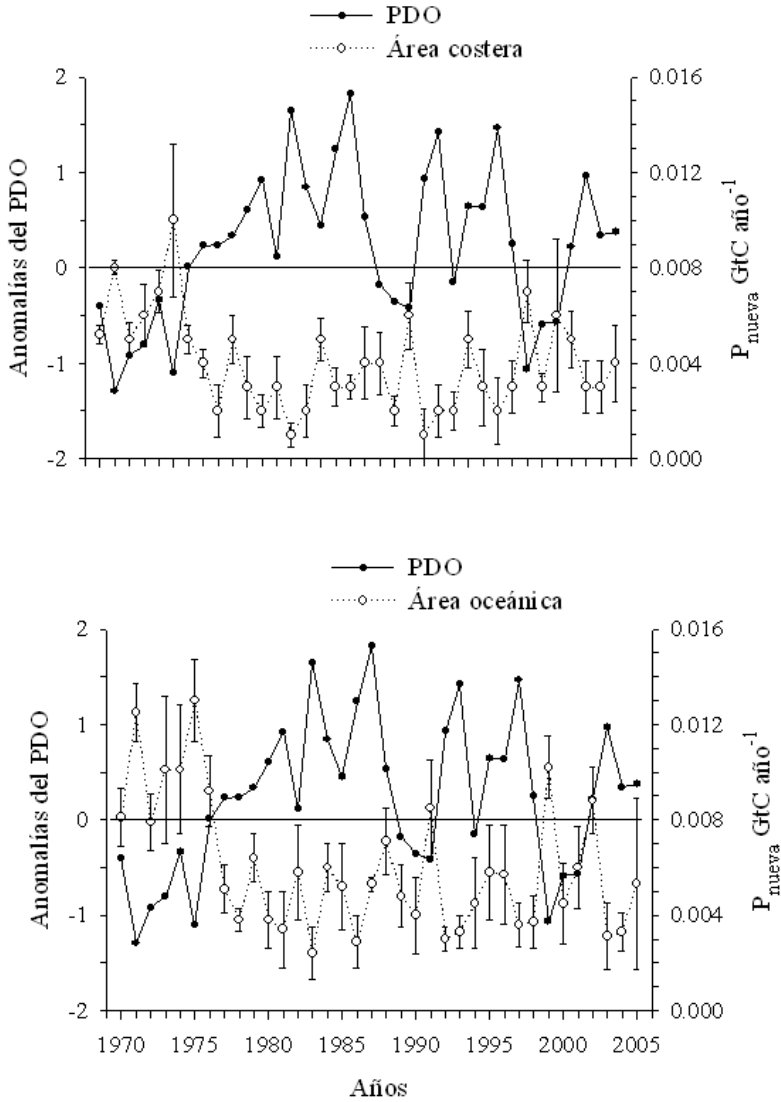 PDO
Área costera
2
1
0
-1
-2
Anomalías del PDO
0.016
0.012
0.008
0.004
0.000
P nueva GtC año-1
PDO
Área oceánica
2
1
0
-1
-2
Anomalías del PDO
0.016
0.012
0.008
0.004
0.000
P nueva GtC año-1
1970 1975 1980 1985 1990 1995 2000 2005
Años